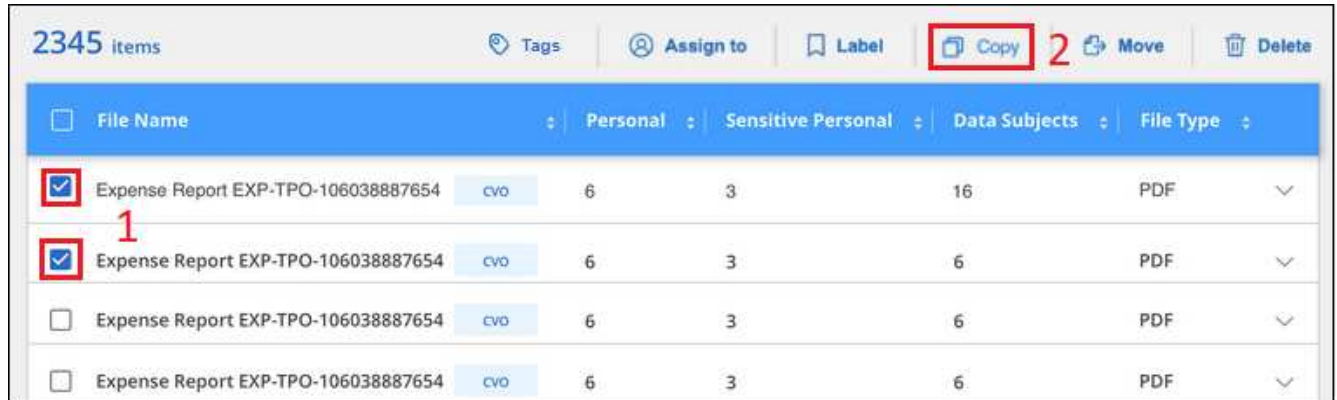 2345 items Tags Assign to Label Copy 2 Move Delete
File Name Personal Sensitive Personal Data Subjects File Type
Expense Report EXP-TPO-106038887654 CVO 6 3 16 PDF
1
Expense Report EXP-TPO-106038887654 CVO 6 3 6 PDF
Expense Report EXP-TPO-106038887654 CVO 6 3 6 PDF
Expense Report EXP-TPO-106038887654 CVO 6 3 6 PDF